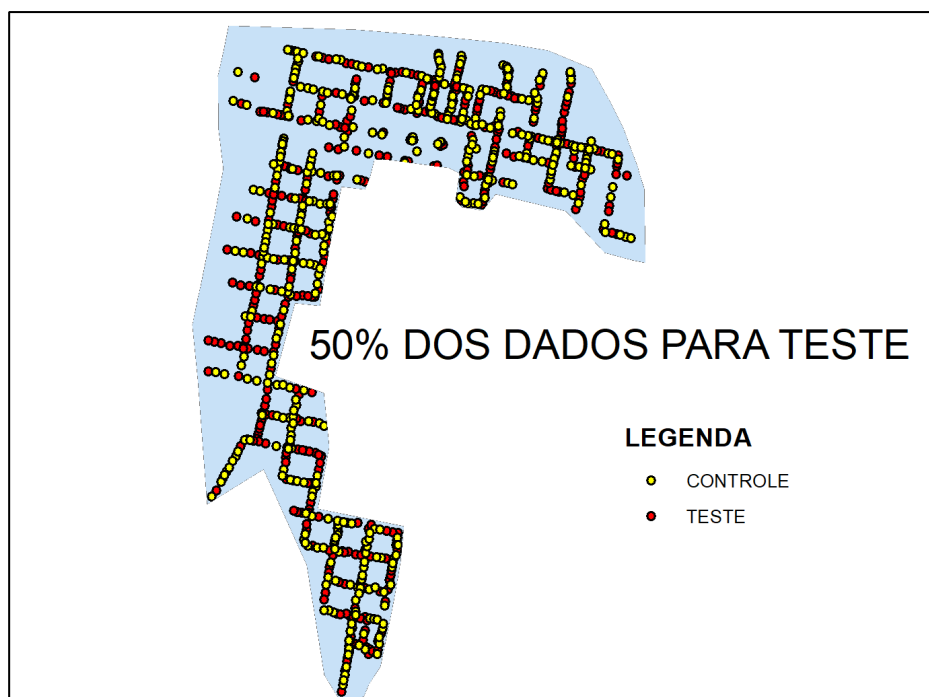 50% DOS DADOS PARA TESTE
LEGENDA
CONTROLE
TESTE